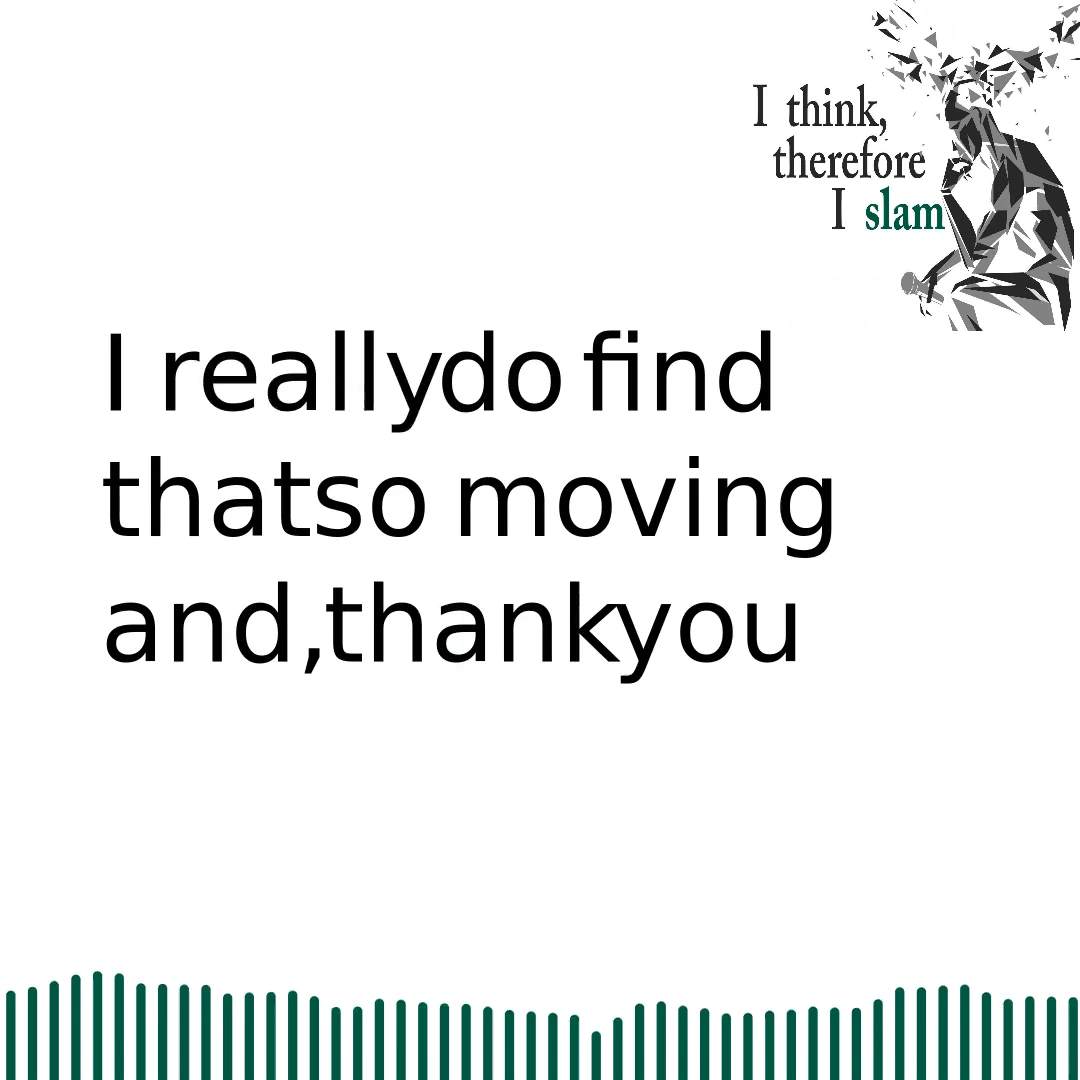 I think,
therefore
I slam
I reallydo find
thatso moving
and,thankyou